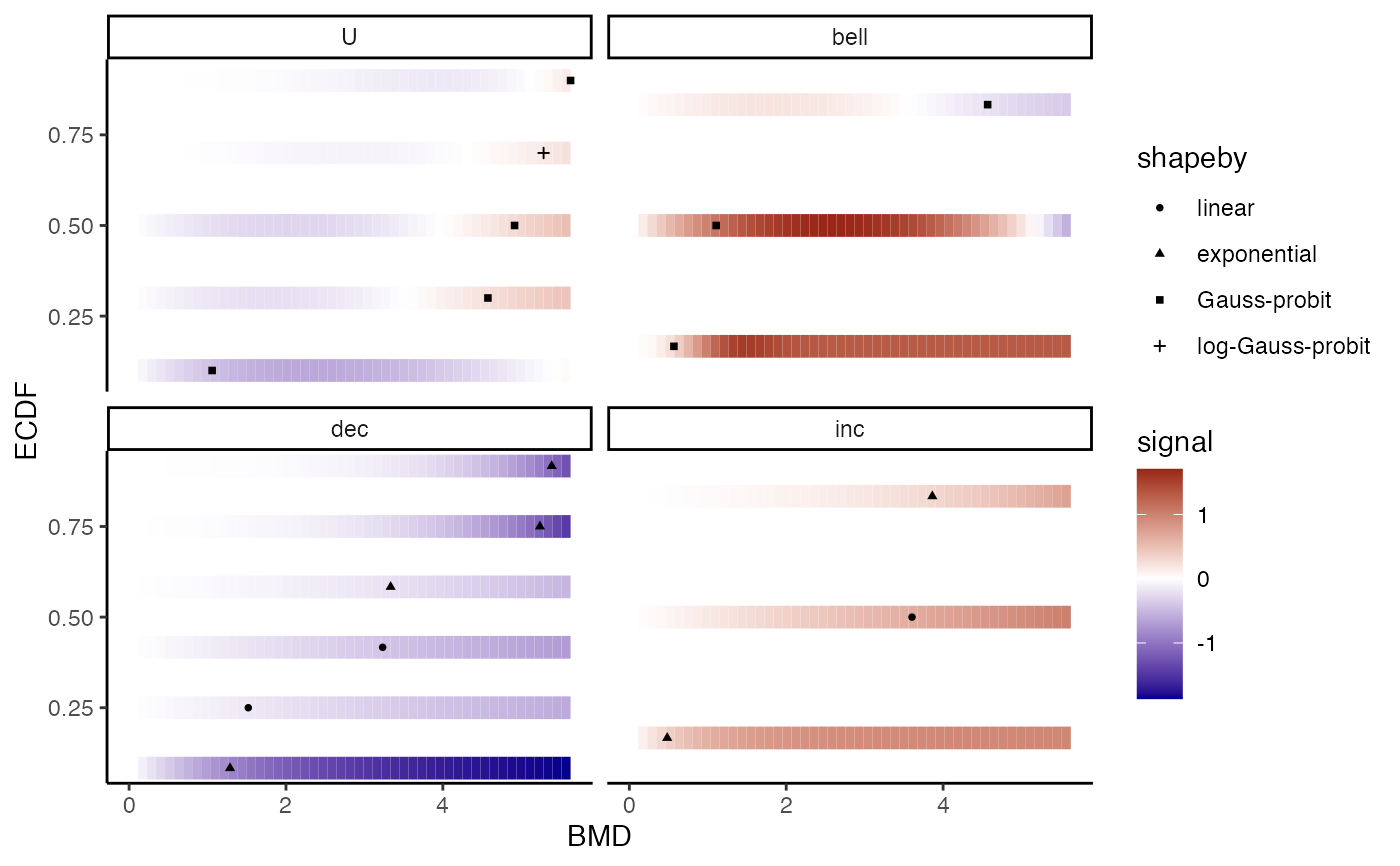 U
bell
0.75
0.50
0.25
dec
inc
0.75
0.50
0.25
0
2
4
0
2
4
BMD
ECDF
shapeby
linear
exponential
Gauss-probit
log-Gauss-probit
signal
1
0
-1